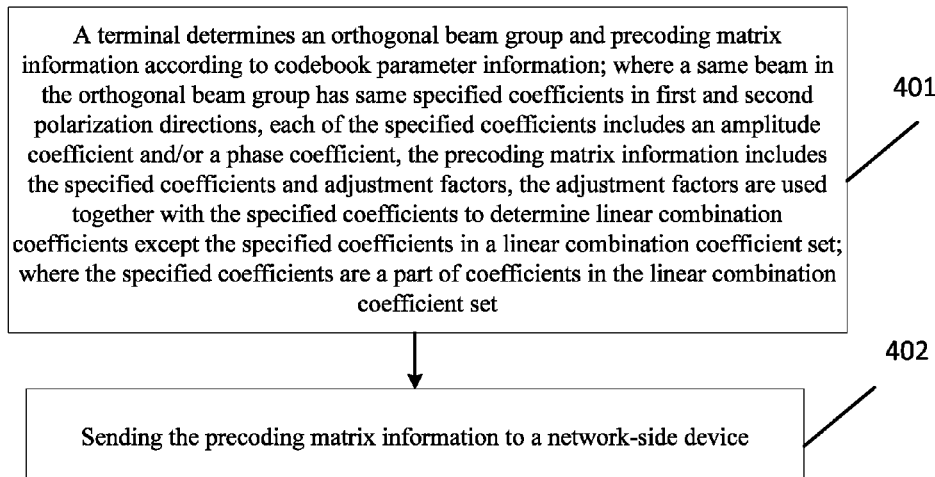 A terminal determines an orthogonal beam group and precoding matrix
information according to codebook parameter information; where a same beam in
the orthogonal beam group has same specified coefficients in first and second
polarization directions, each of the specified coefficients includes an amplitude
coefficient and/or a phase coefficient, the precoding matrix information includes
the specified coefficients and adjustment factors, the adjustment factors are used
together with the specified coefficients to determine linear combination
coefficients except the specified coefficients in a linear combination coefficient set;
where the specified coefficients are a part of coefficients in the linear combination
coefficient set
401
402
Sending the precoding matrix information to a network-side device